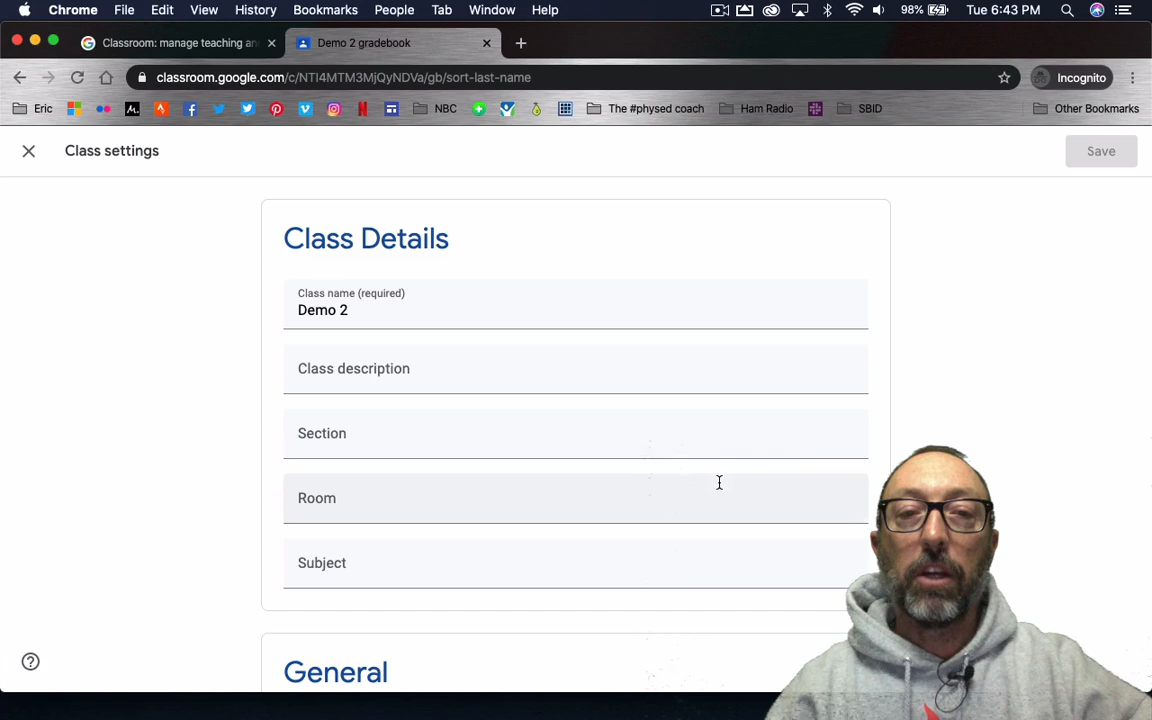 Chrome File Edit View History Bookmarks People Tab Window Help 98% Tue 6:43 PM
Classroom: manage teaching an Demo 2 gradebook
classroom.google.com/c/NTI4MTM3MjQyNDVa/gb/sort-last-name Incognito
Eric NBC The #physed coach Ham Radio SBID Other Bookmarks
Class settings Save
Class Details
Class name (required)
Demo 2
Class description
Section
Room
Subject
General